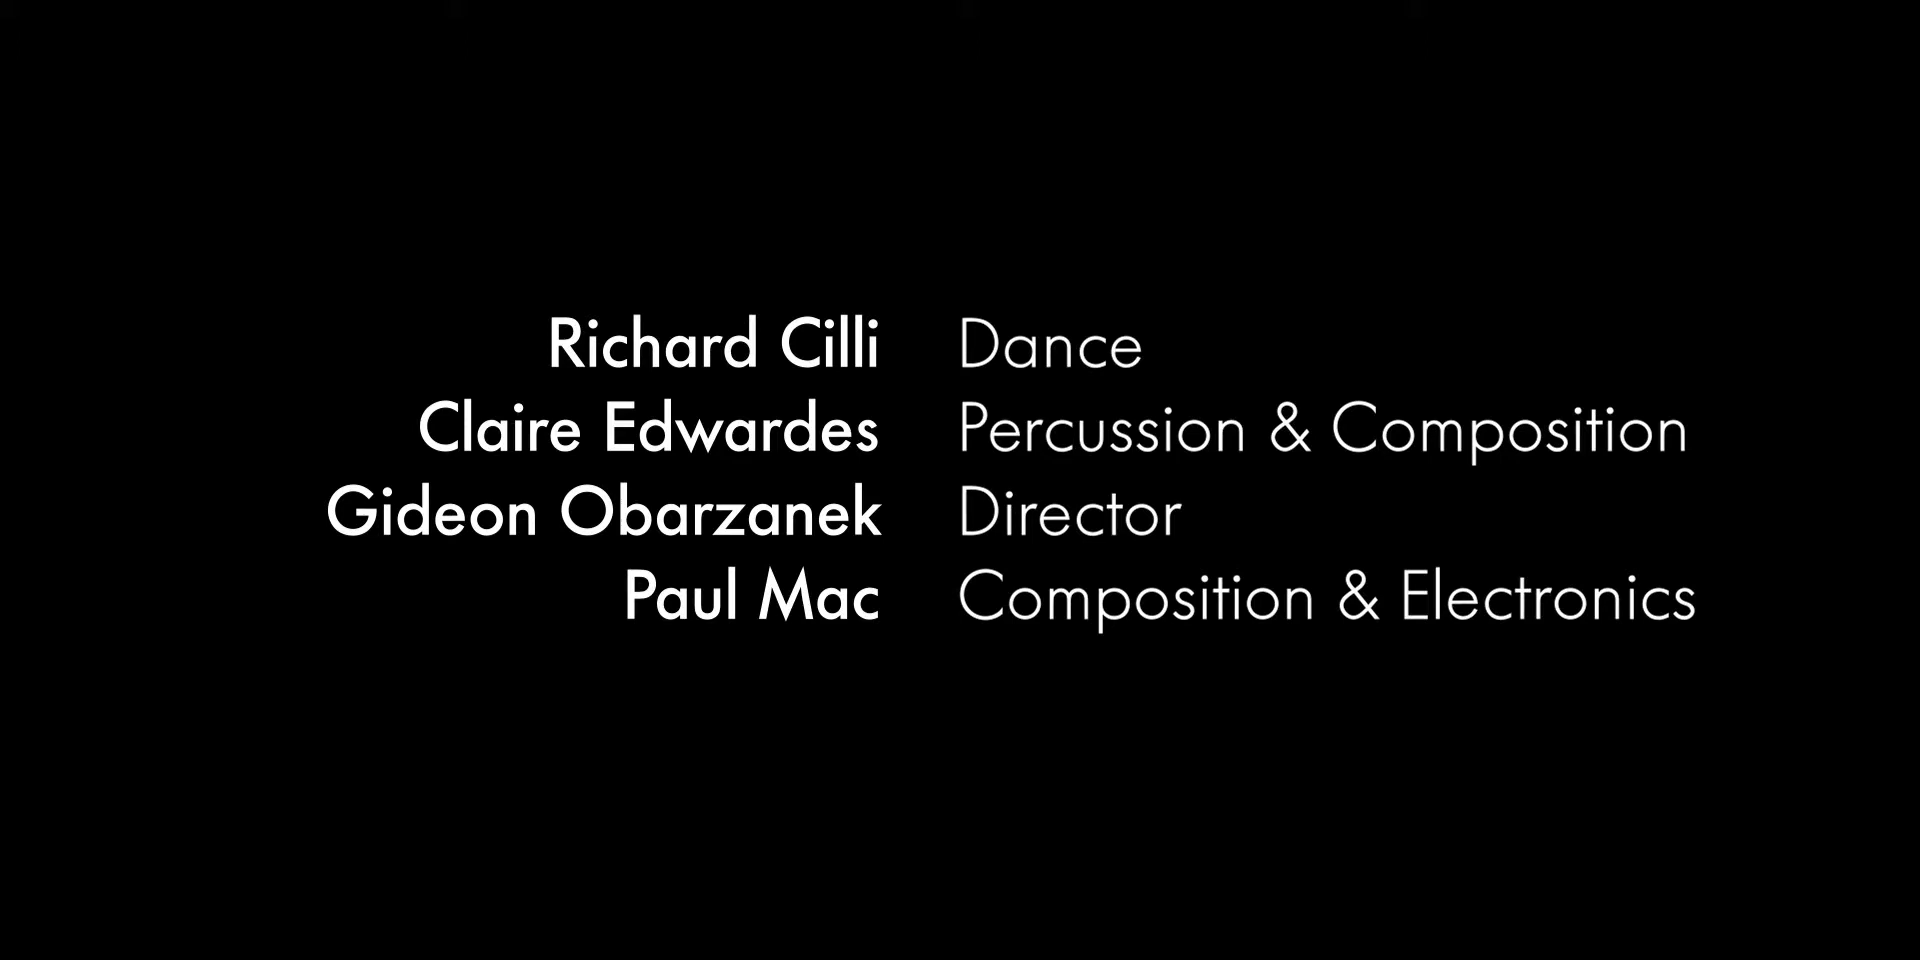 Richard Cilli Dance
Claire Edwardes Percussion & Composition
Gideon Obarzanek Director
Paul Mac Composition & Electronics